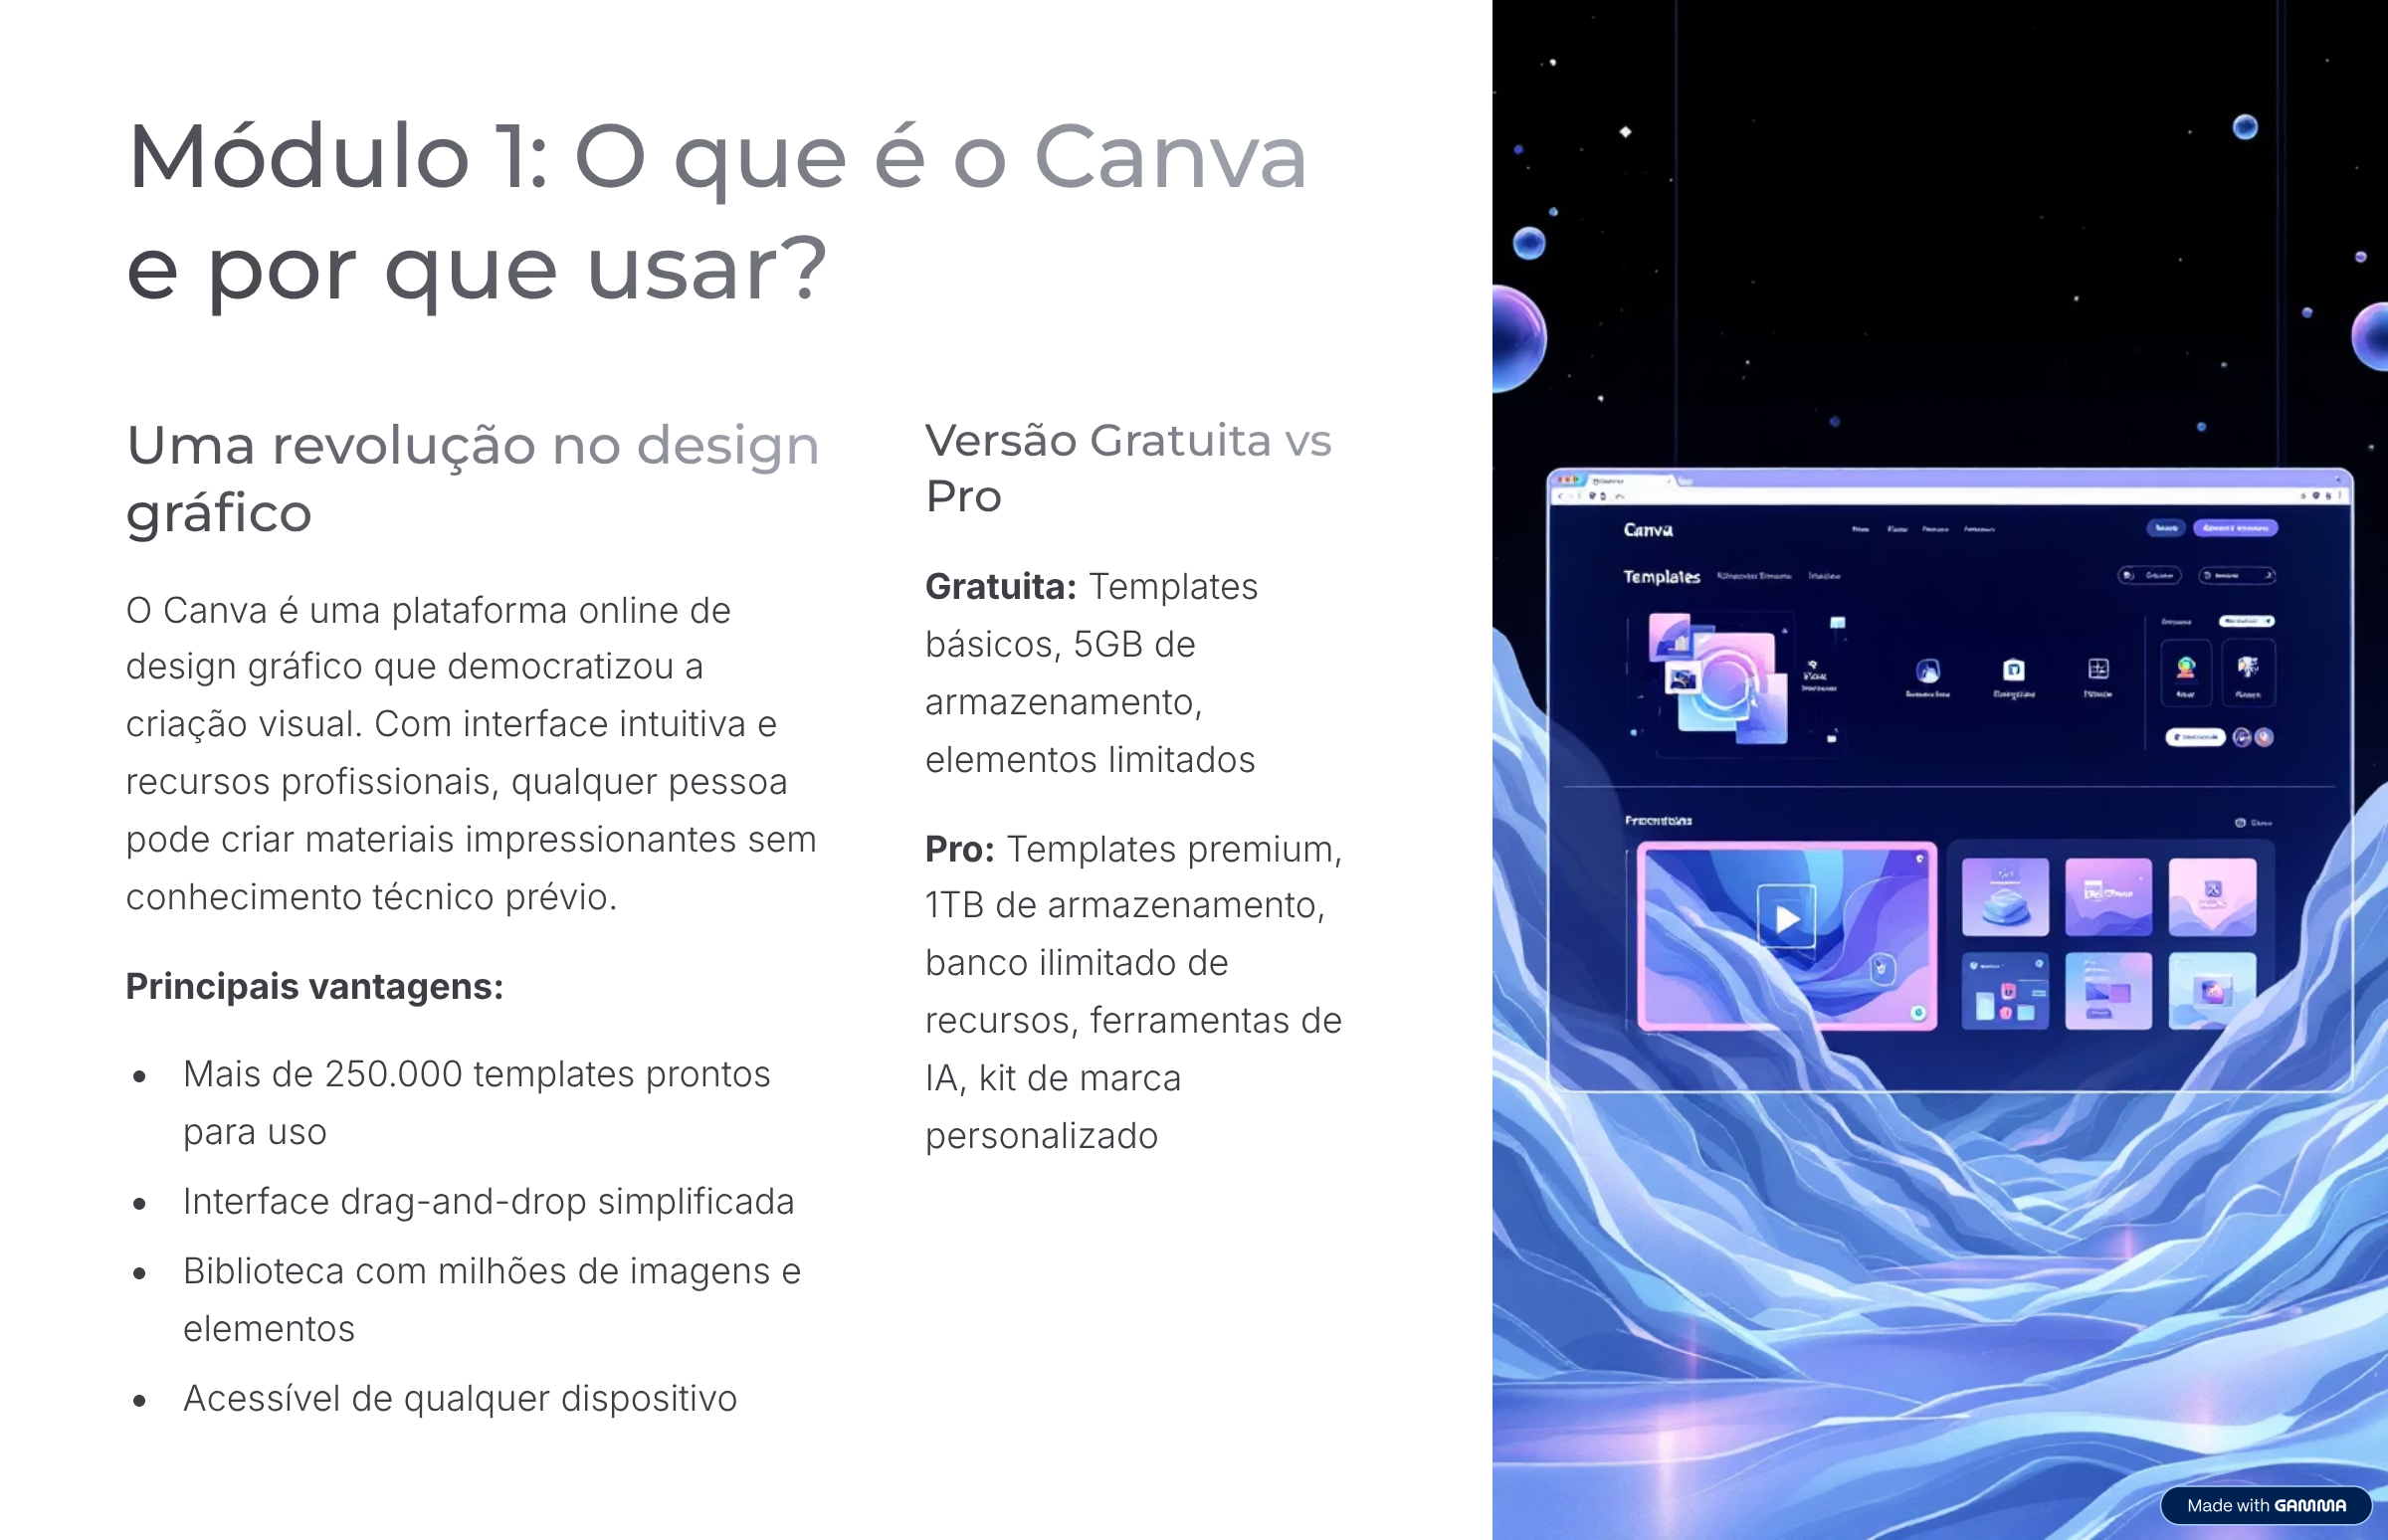 Módulo 1: O que é o Canva
e por que usar?
Uma revolução no design
gráfico
O Canva é uma plataforma online de
design gráfico que democratizou a
criação visual. Com interface intuitiva e
recursos profissionais, qualquer pessoa
pode criar materiais impressionantes sem
conhecimento técnico prévio.
Principais vantagens:
Mais de 250.000 templates prontos
para uso
Interface drag-and-drop simplificada
Biblioteca com milhões de imagens e
elementos
Acessível de qualquer dispositivo
Versão Gratuita vs
Pro
Gratuita: Templates
básicos, 5GB de
armazenamento,
elementos limitados
Pro: Templates premium,
1TB de armazenamento,
banco ilimitado de
recursos, ferramentas de
IA, kit de marca
personalizado
Canva
Templates
Made with GAMMA